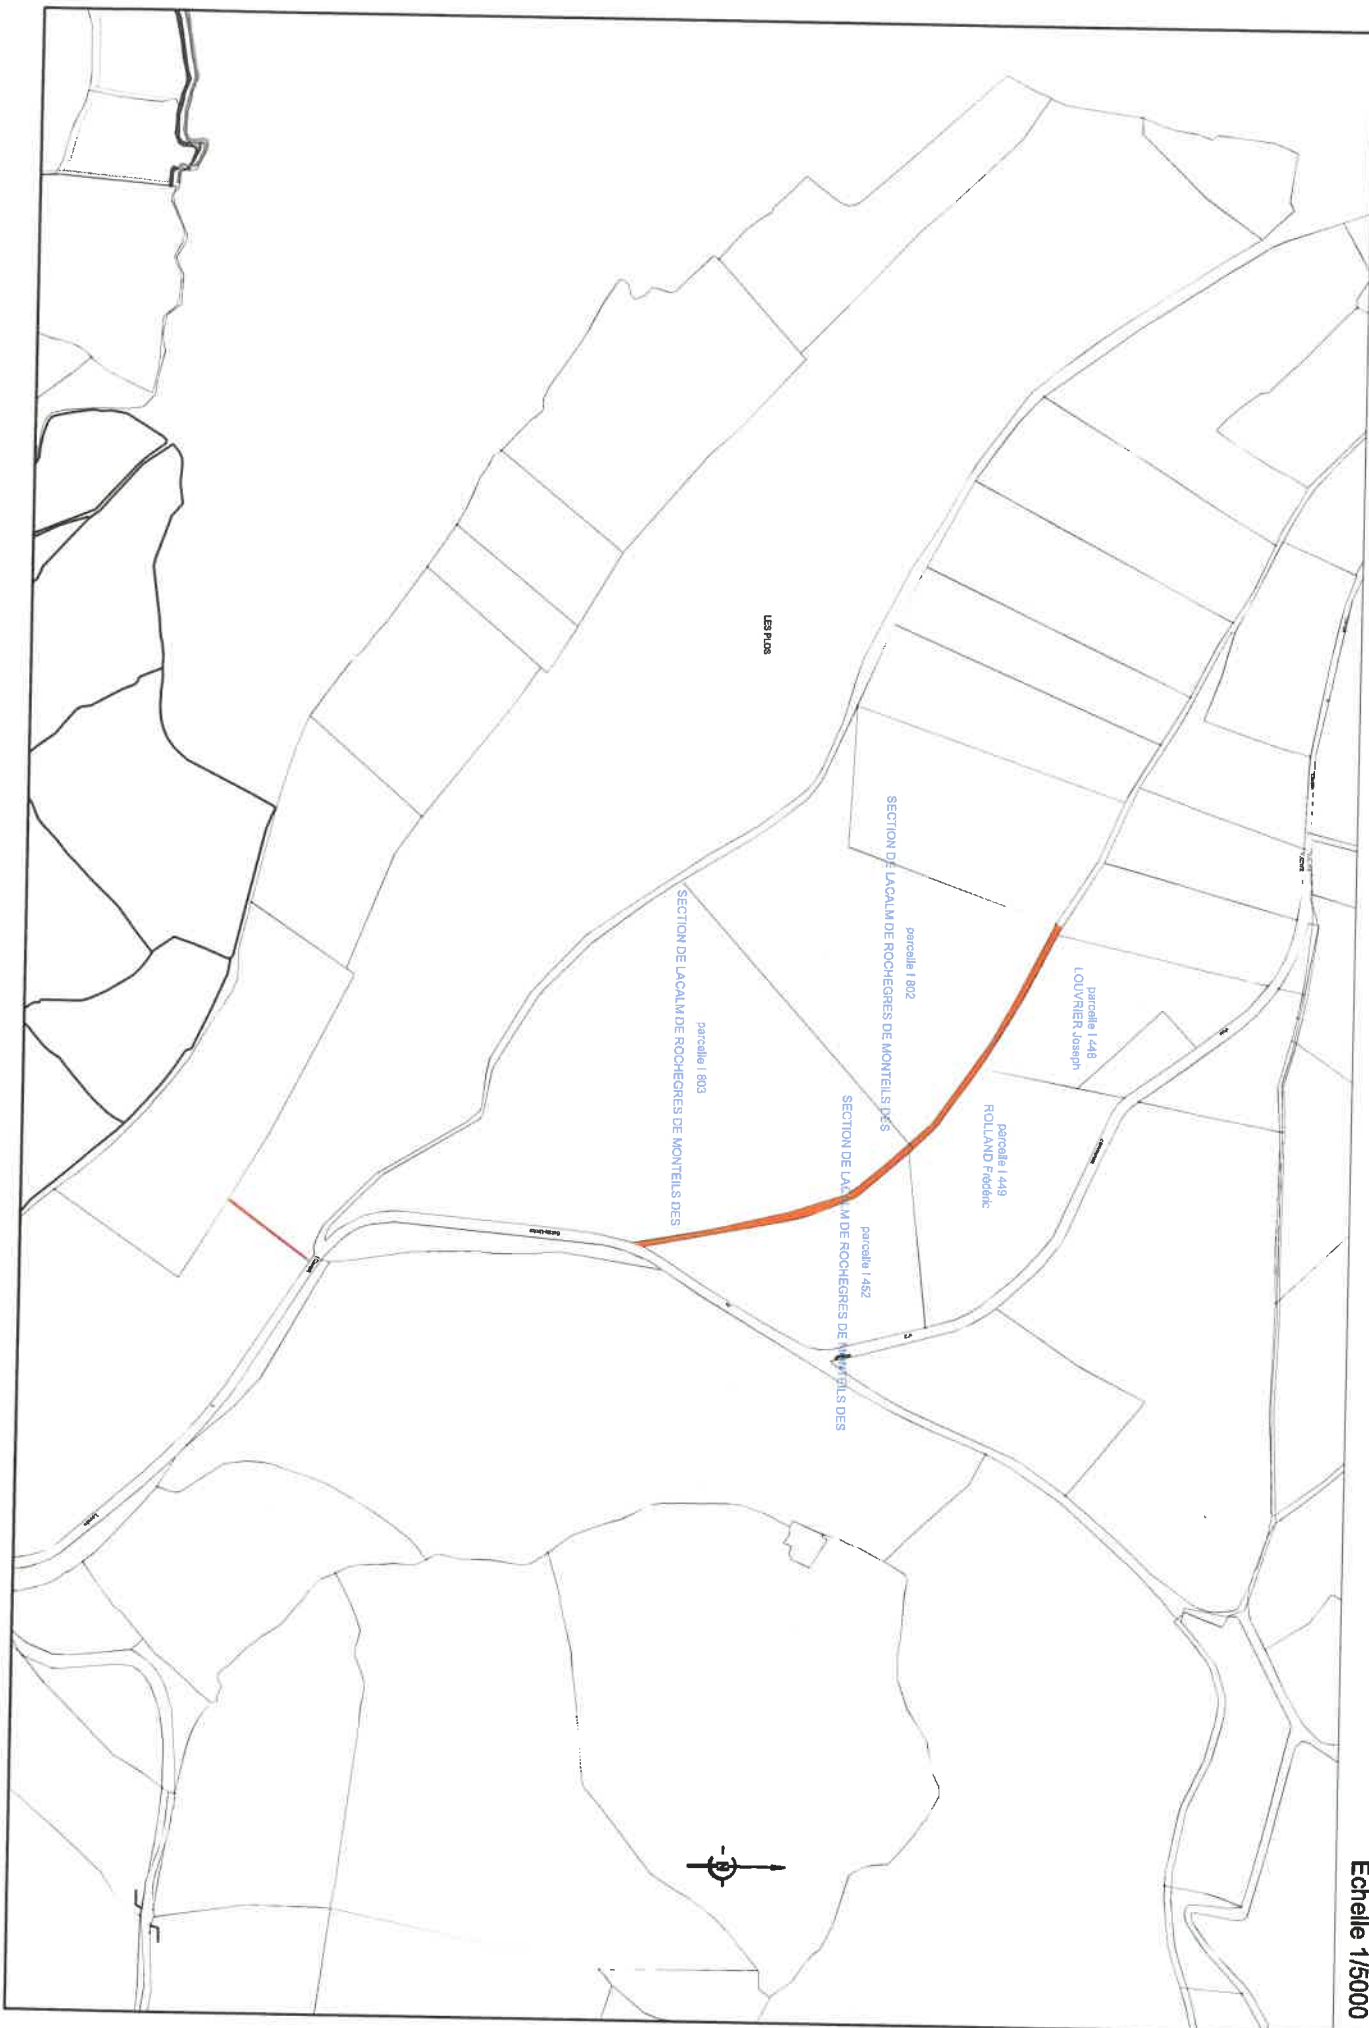 Echelle 1/5000
parcelle I 448
LOUVRIER Joseph
parcelle I 449
ROLLAND Frédéric
parcelle I 802
SECTION DE LACALM DE ROCHEGRES DE MONTEILS DES
parcelle I 452
SECTION DE LACALM DE ROCHEGRES DE MONTEILS DES
LES PLOS
parcelle I 803
SECTION DE LACALM DE ROCHEGRES DE MONTEILS DES
N